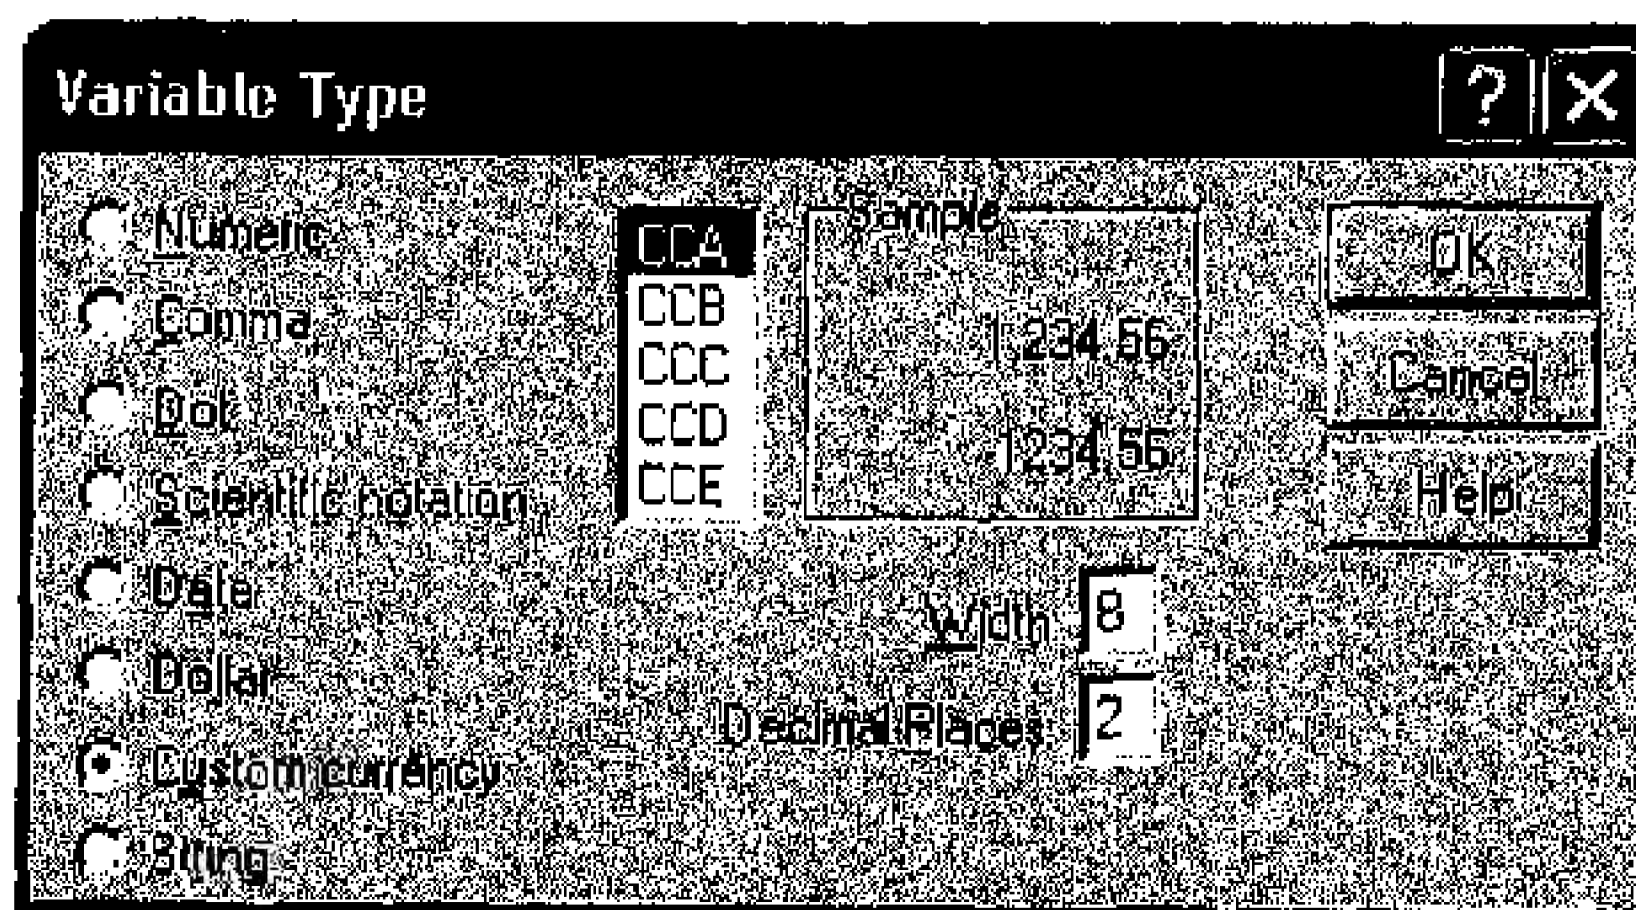 Variable Type
Numeric
Comma
Dot
Scientific notation
Date
Dollar
Custom currency
String
CCA
CCB
CCC
CCD
CCE
Sample
1,234.56
1234.56
Width 8
Decimal Places: 2
OK
Cancel
Help